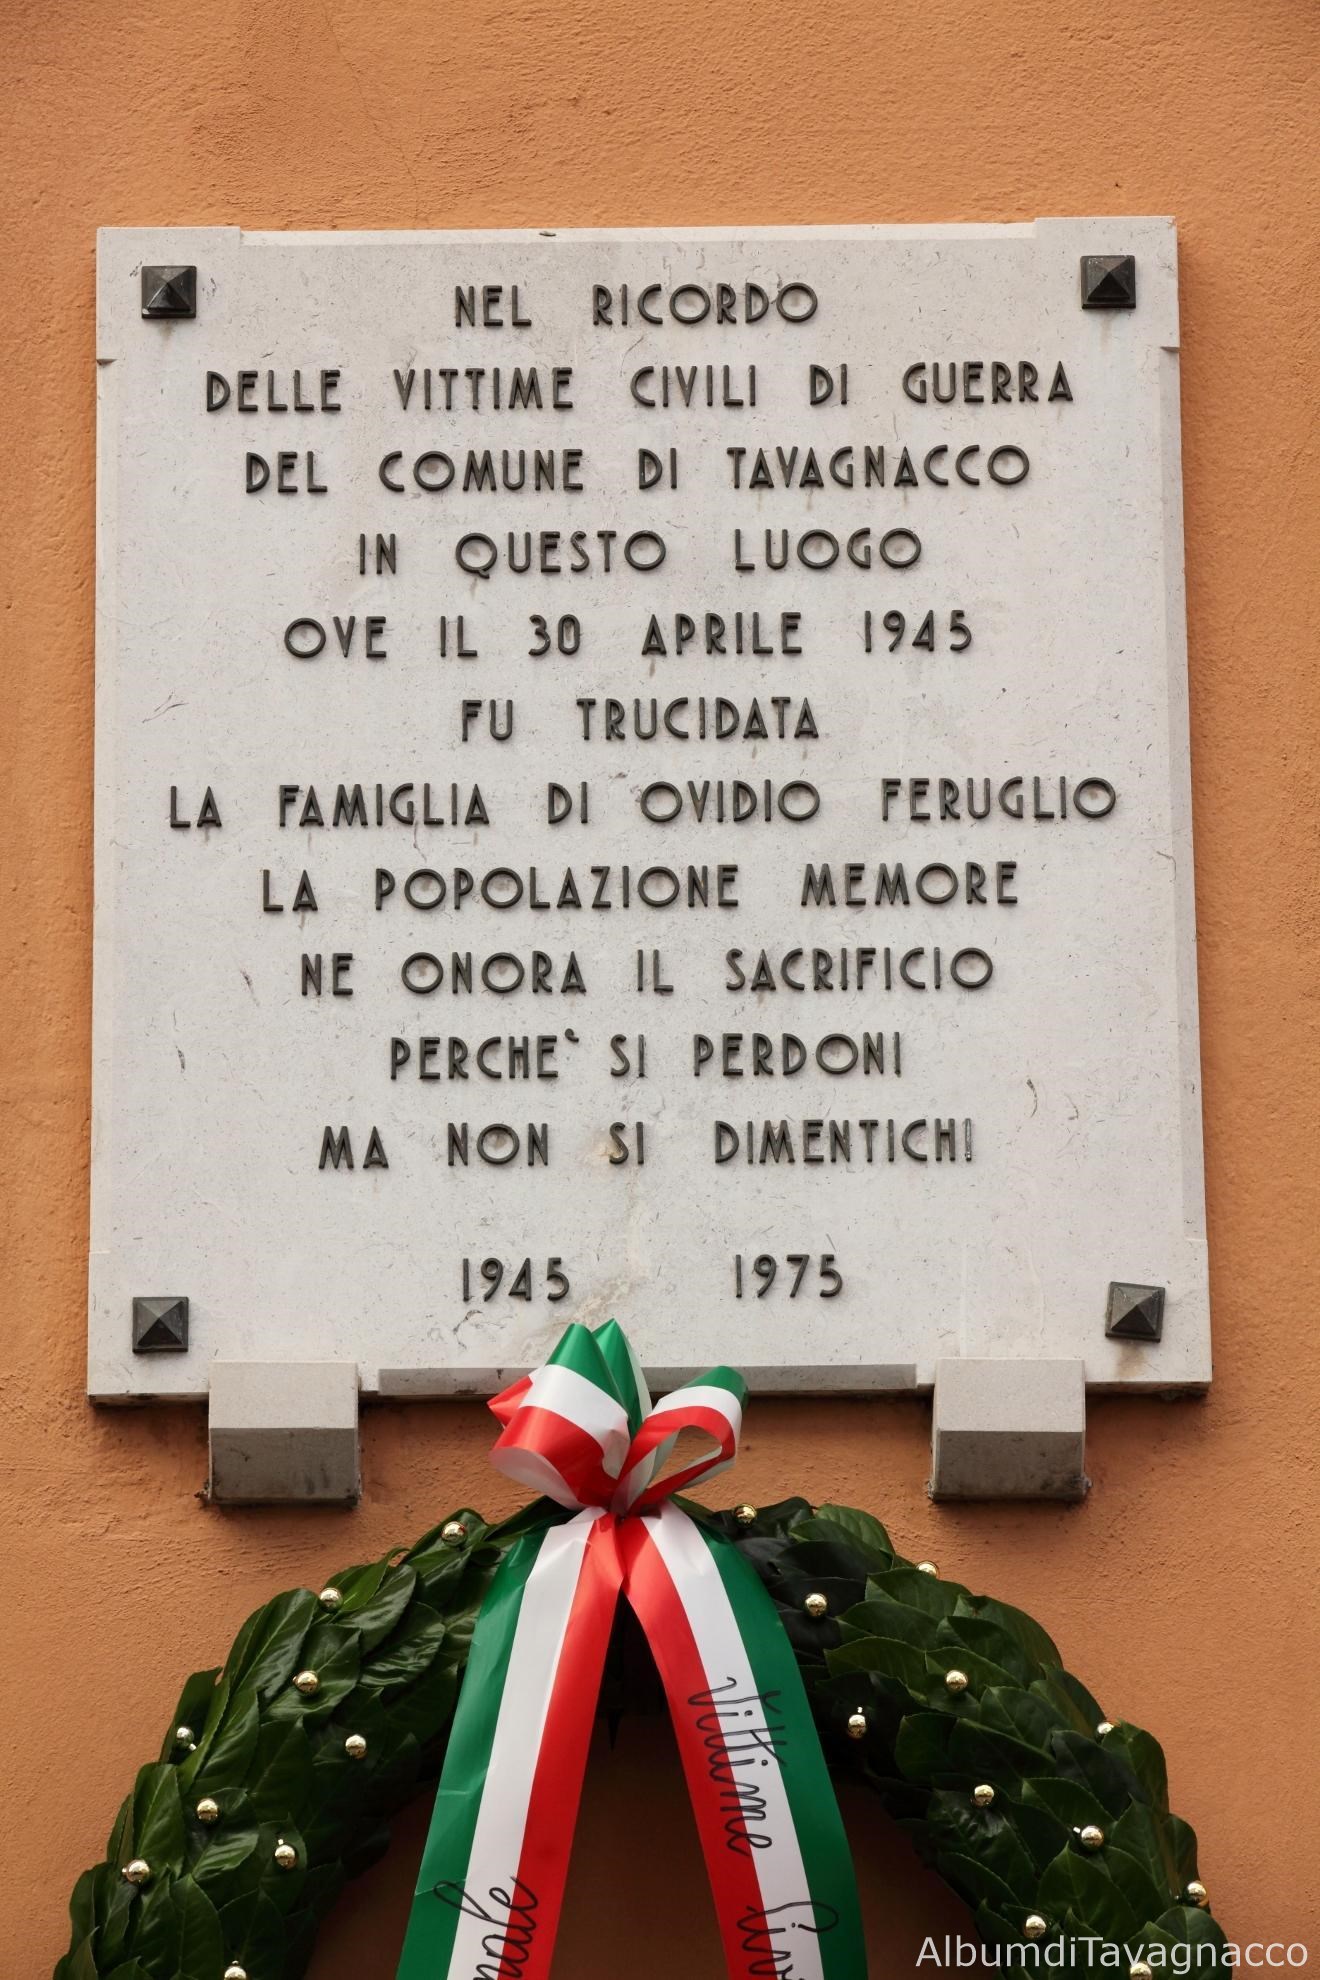 NEL RICORDO
DELLE VITTIME CIVILI DI GUERRA
DEL COMUNE DI TAVAGNACCO
IN QUESTO LUOGO
OVE IL 30 APRILE 1945
FU TRUCIDATA
LA FAMIGLIA DI OVIDIO FERUGLIO
LA POPOLAZIONE MEMORE
NE ONORA IL SACRIFICIO
PERCHE` SI PERDONI
MA NON SI DIMENTICHI
1945 1975
Vittime
AlbumdiTavagnacco